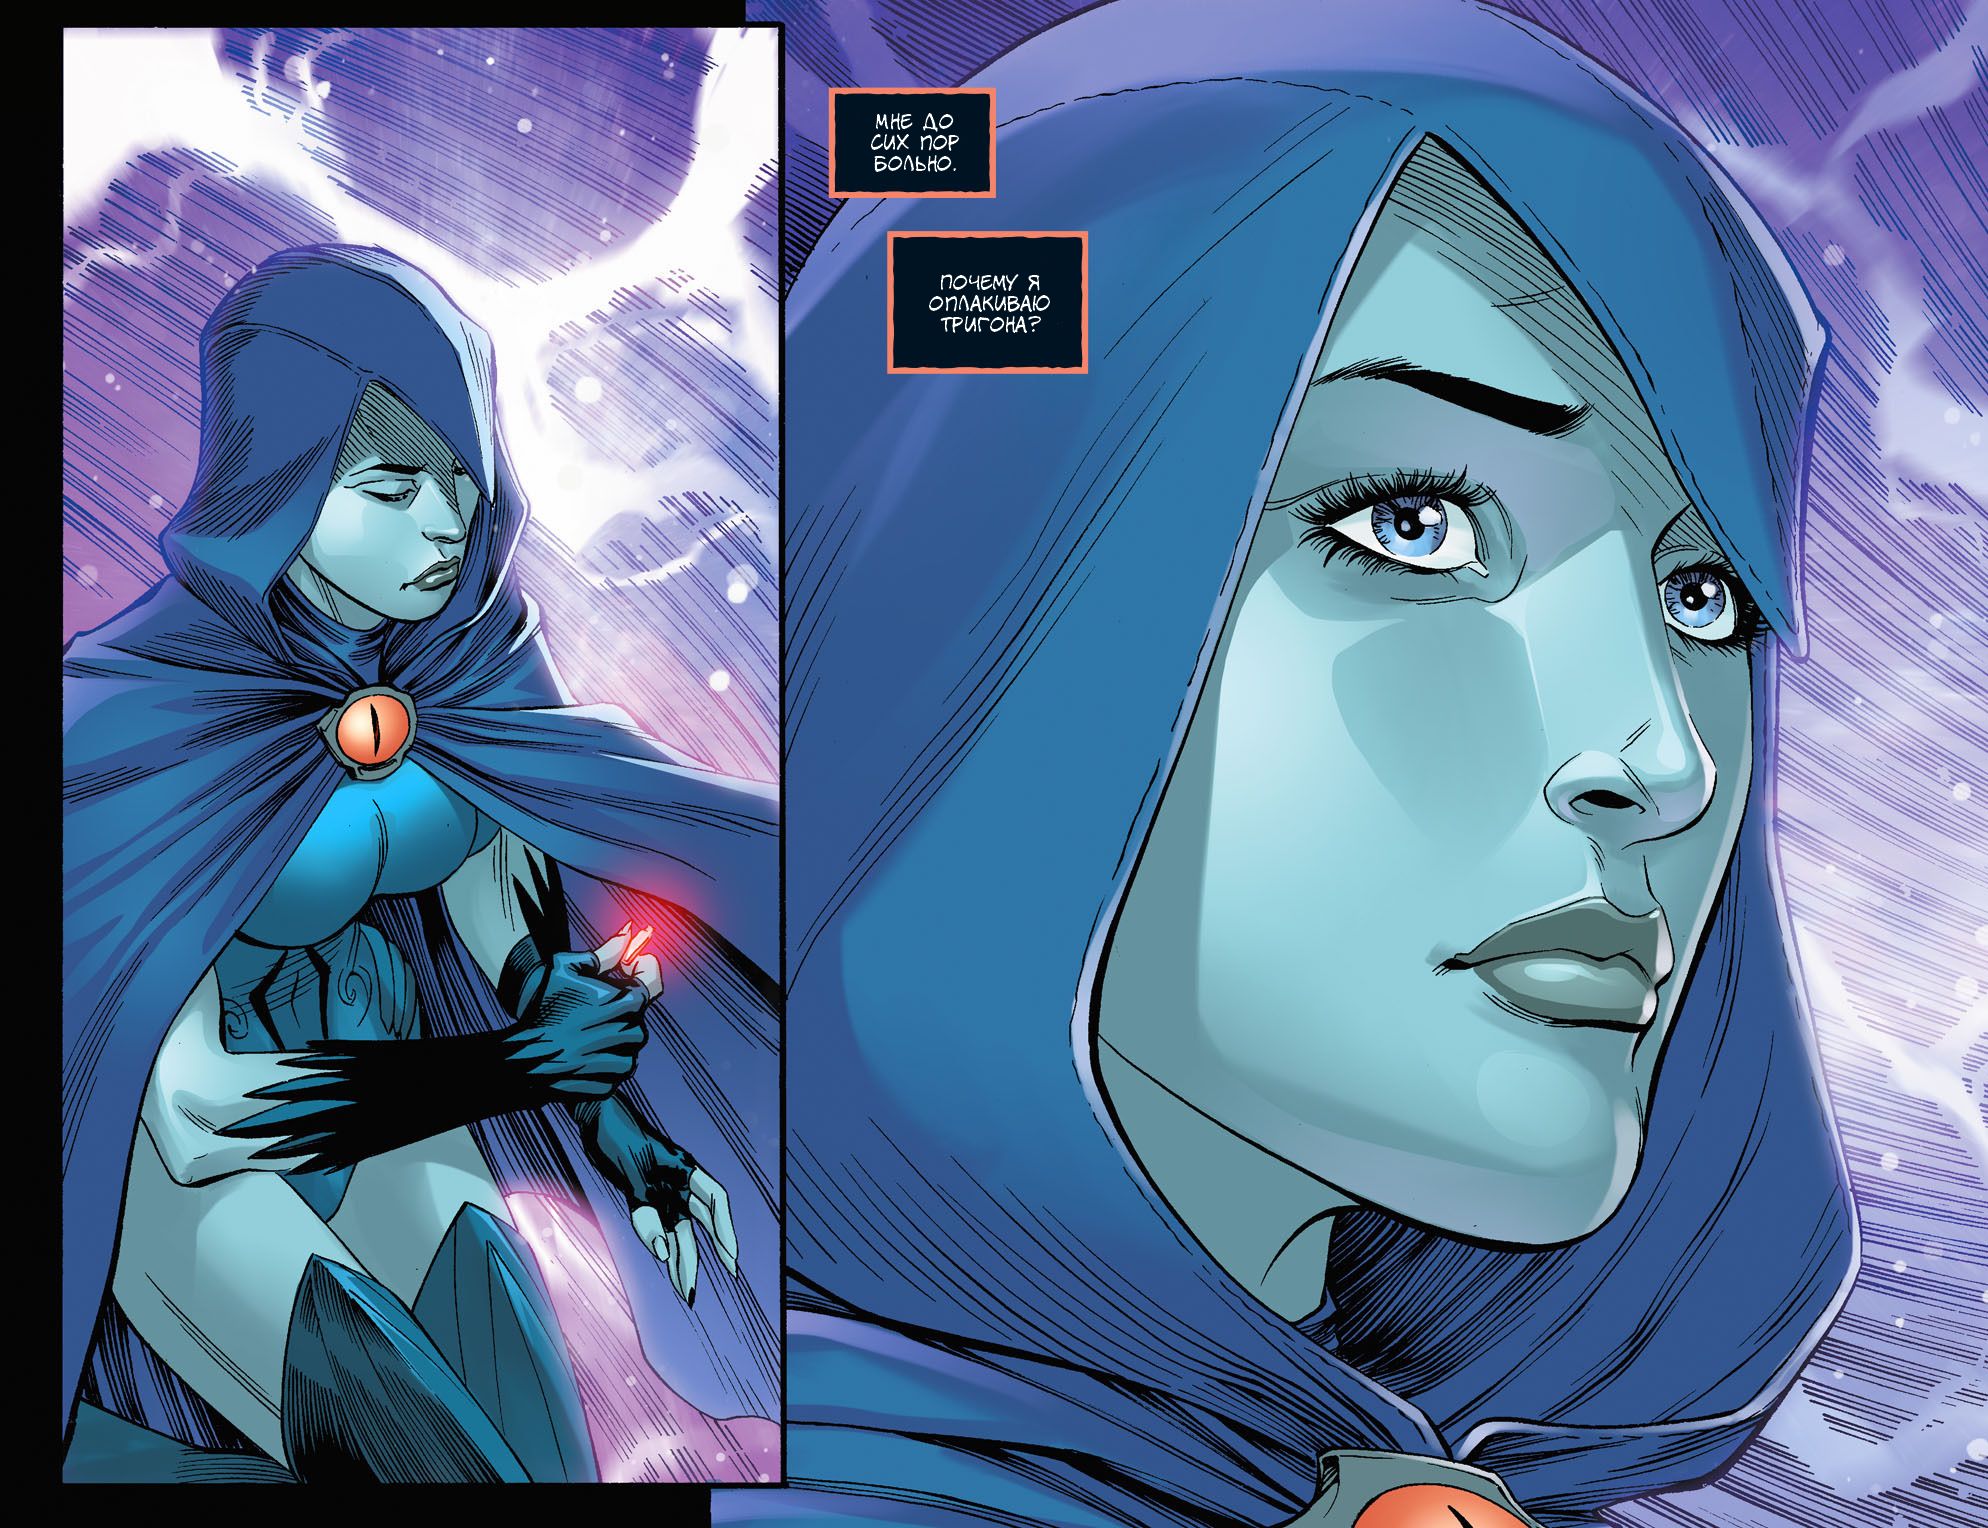 МНЕ ДО
СИХ ПОР
БОЛЬНО.
ПОЧЕМУ Я
ОПЛАКИВАЮ
ТРИГОНА?